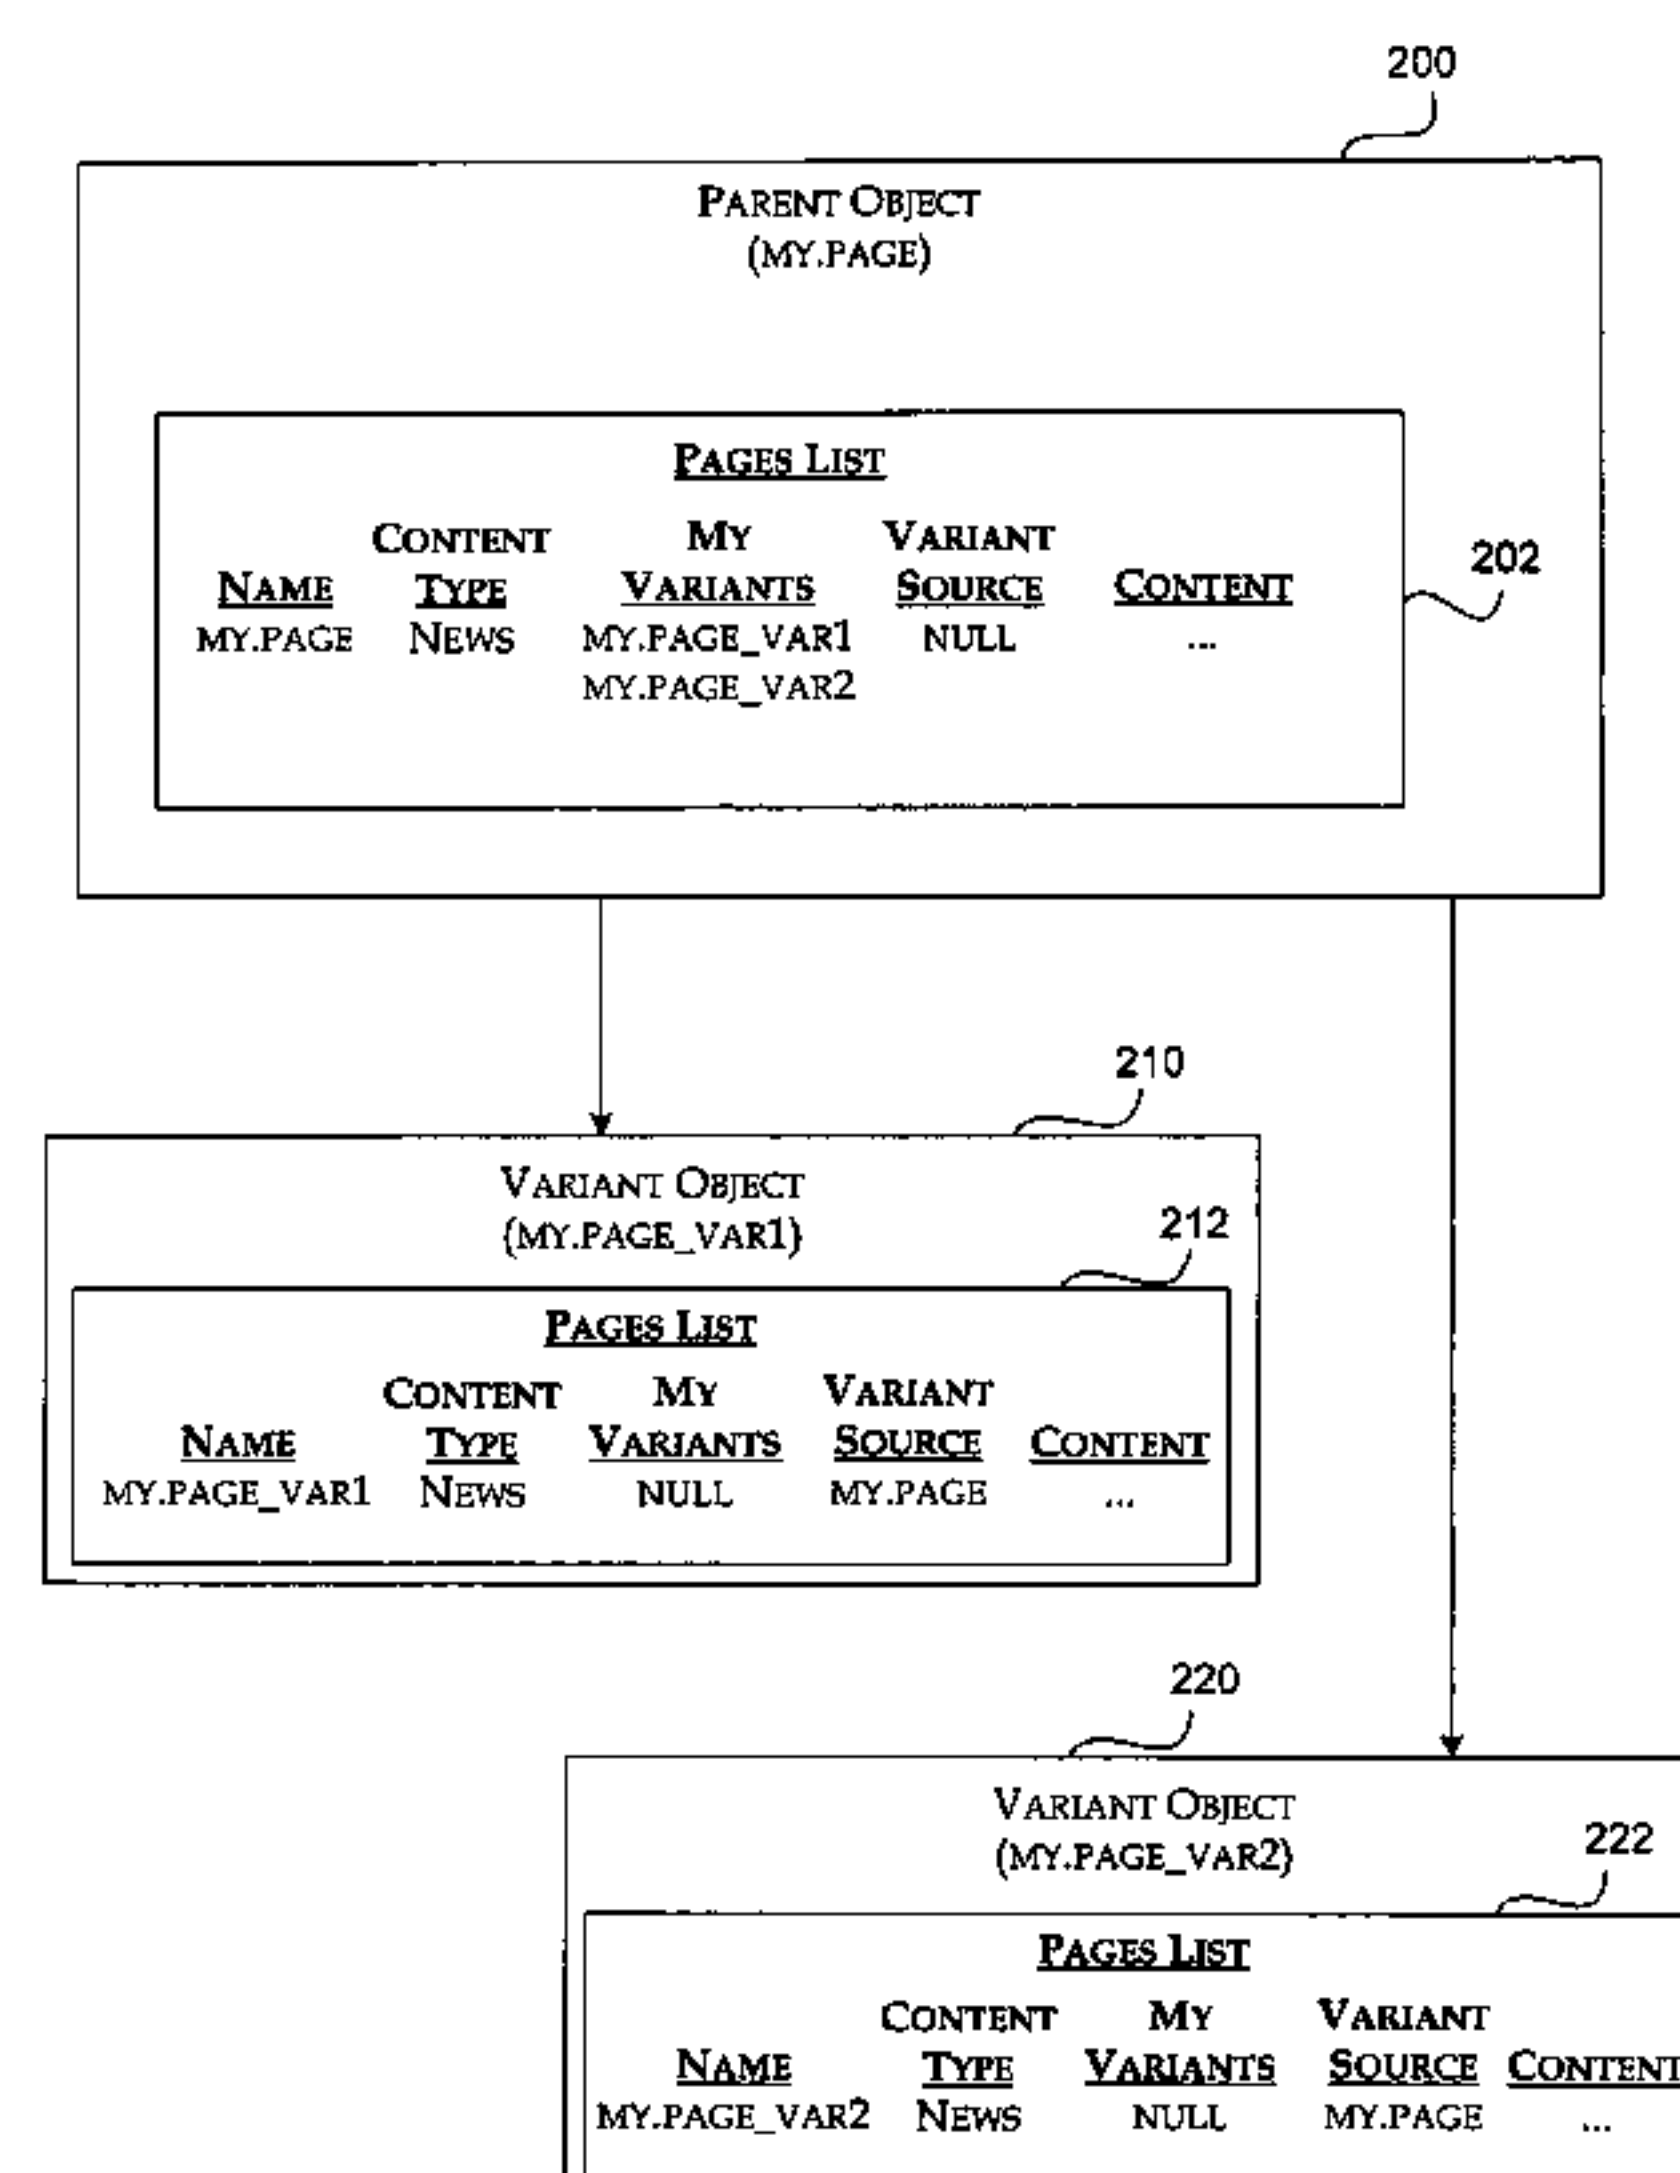 200
PARENT OBJECT
(MY.PAGE)
PAGES LIST
CONTENT MY VARIANT
NAME TYPE VARIANTS SOURCE CONTENT
202
MY.PAGE NEWS MY.PAGE_VAR1 NULL ...
MY.PAGE_VAR2
210
VARIANT OBJECT
(MY.PAGE_VAR1)
212
PAGES LIST
CONTENT MY VARIANT
NAME TYPE VARIANTS SOURCE CONTENT
MY.PAGE_VAR1 NEWS NULL MY.PAGE ...
220
VARIANT OBJECT
(MY.PAGE_VAR2)
222
PAGES LIST
CONTENT MY VARIANT
NAME TYPE VARIANTS SOURCE CONTENT
MY.PAGE_VAR2 NEWS NULL MY.PAGE ...